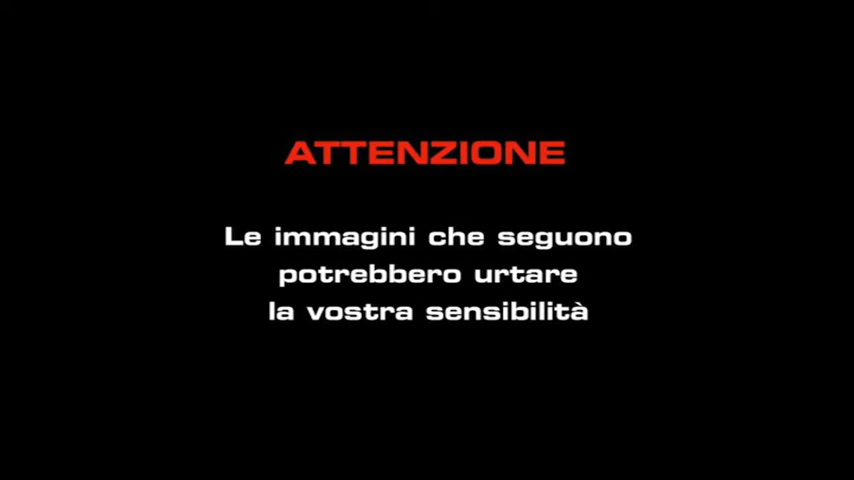 ATTENZIONE
Le immagini che seguono
potrebbero urtare
la vostra sensibilità